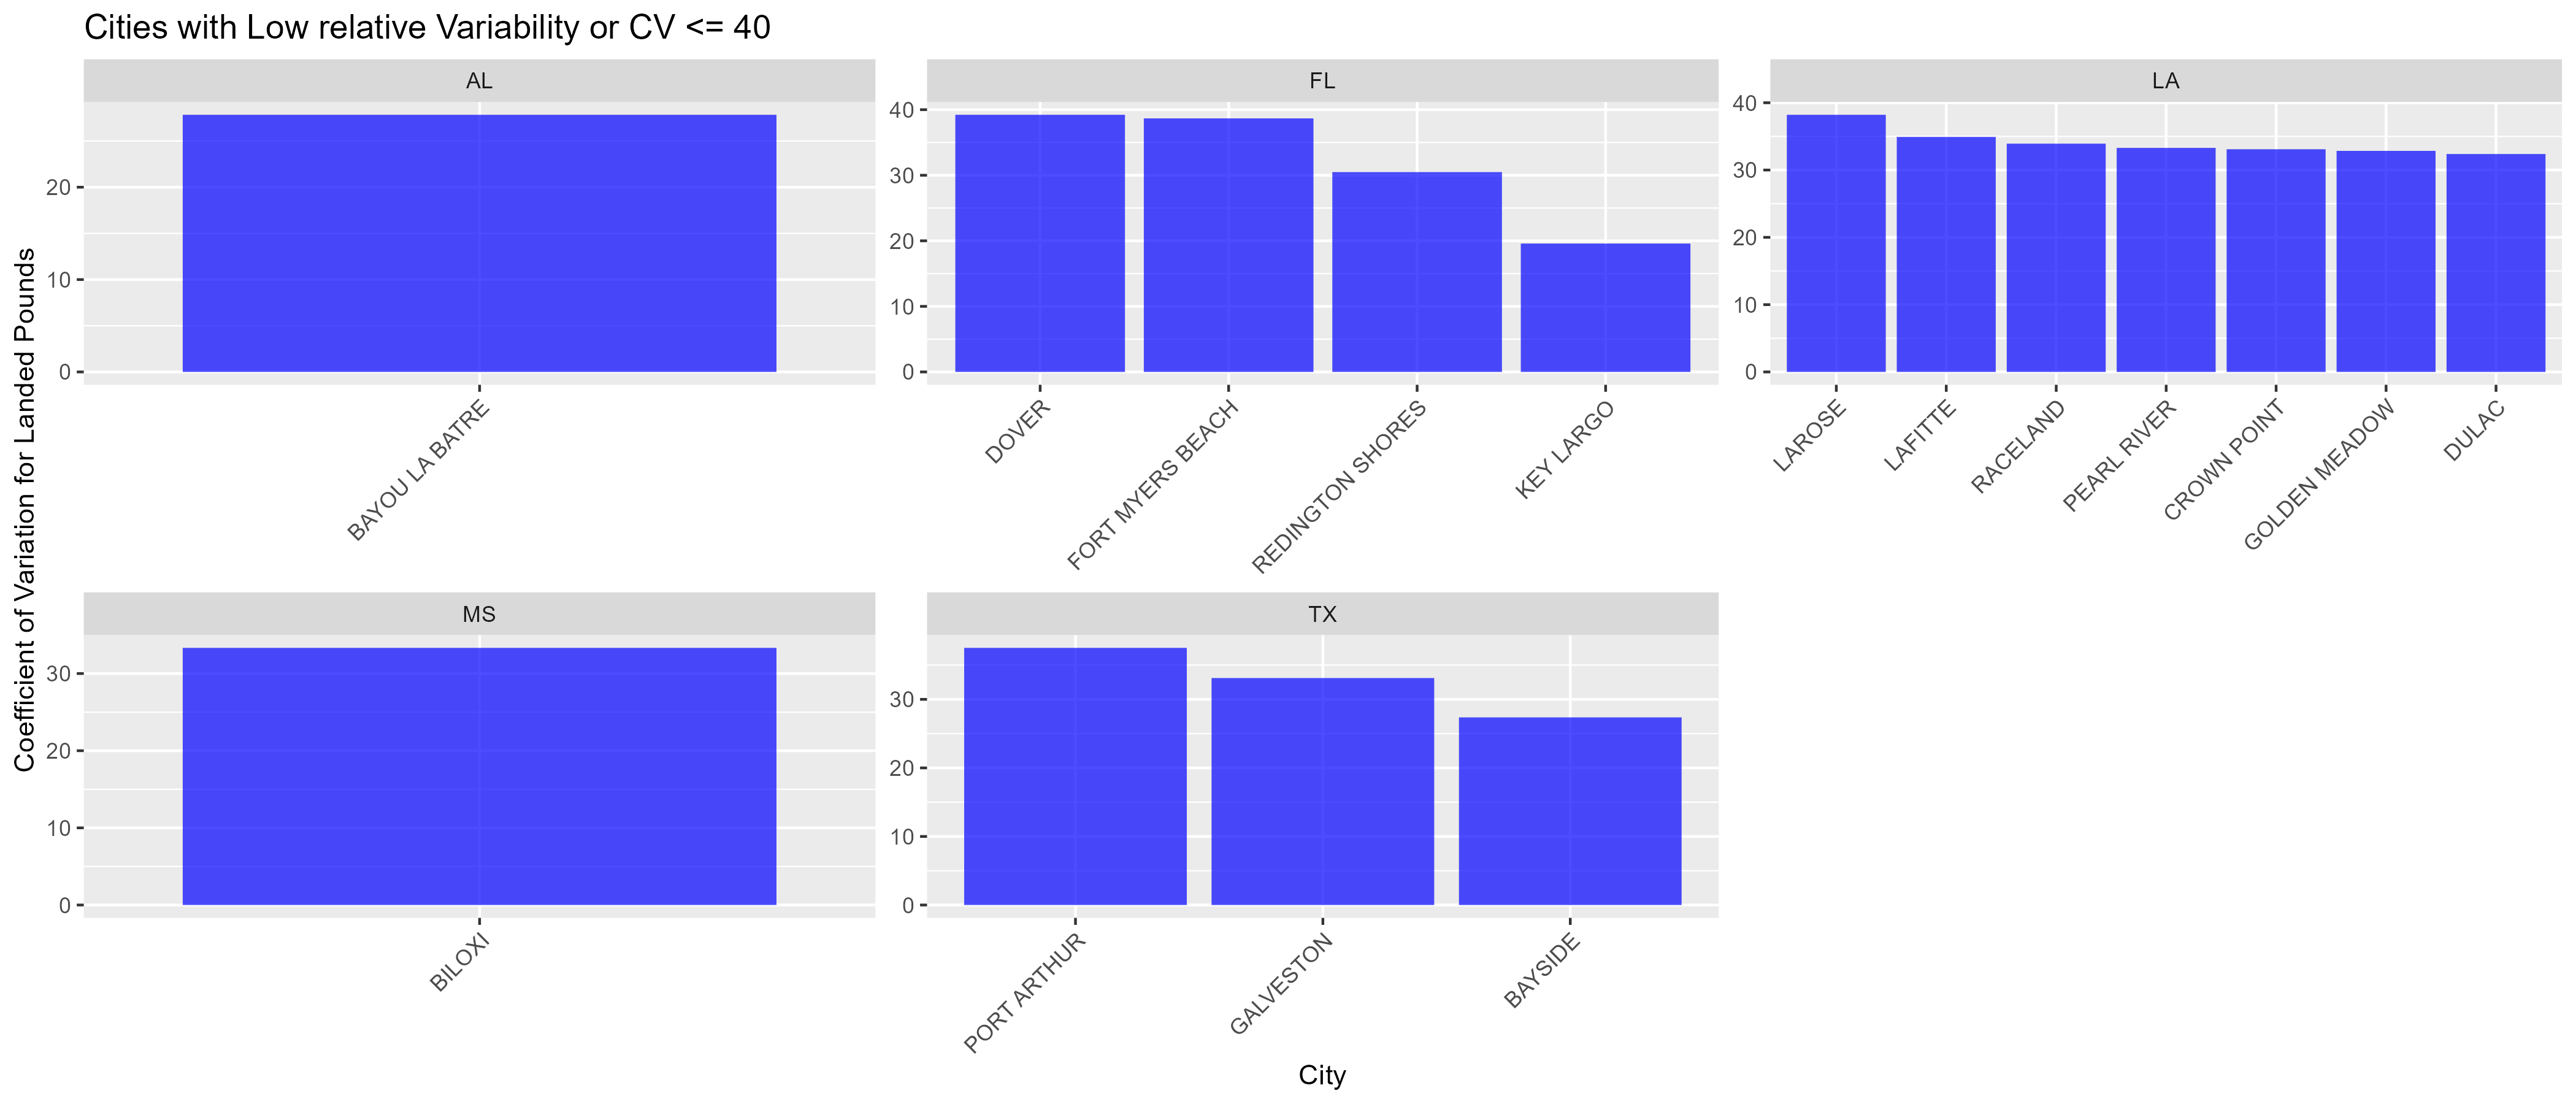 Cities with Low relative Variability or CV <= 40
Coefficient of Variation for Landed Pounds
AL
20
10
0
BAYOU LA BATRE
FL
40
30
20
10
0
DOVER
FORT MYERS BEACH
REDINGTON SHORES
KEY LARGO
LA
40
30
20
10
0
LAROSE
LAFITTE
RACELAND
PEARL RIVER
CROWN POINT
GOLDEN MEADOW
DULAC
MS
30
20
10
0
BILOXI
TX
30
20
10
0
PORT ARTHUR
GALVESTON
BAYSIDE
City